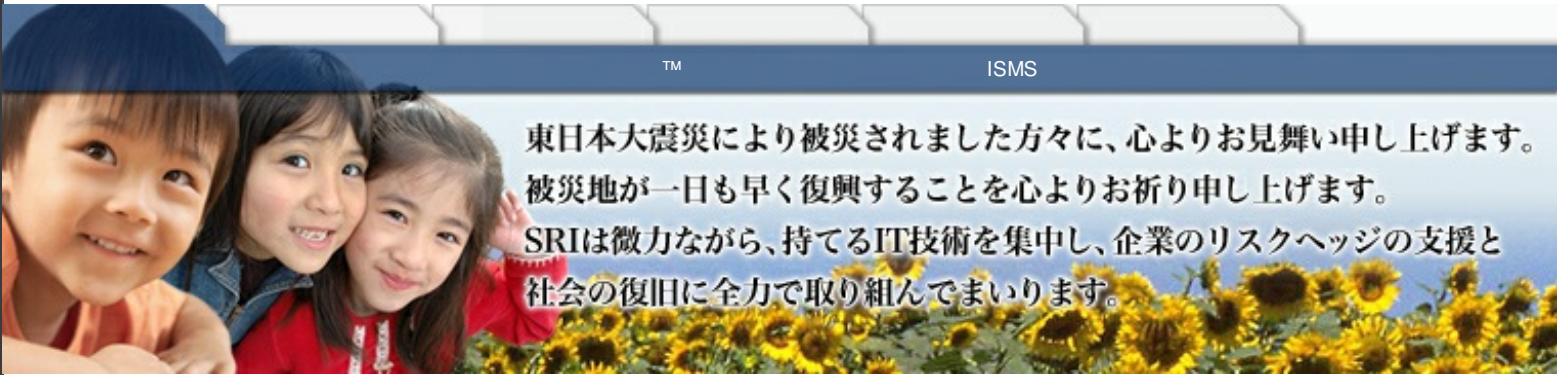 ™ ISMS
東日本大震災により被災されました方々に、心よりお見舞い申し上げます。
被災地が一日も早く復興することを心よりお祈り申し上げます。
SRIは微力ながら、持てるIT技術を集中し、企業のリスクヘッジの支援と
社会の復旧に全力で取り組んでまいります。